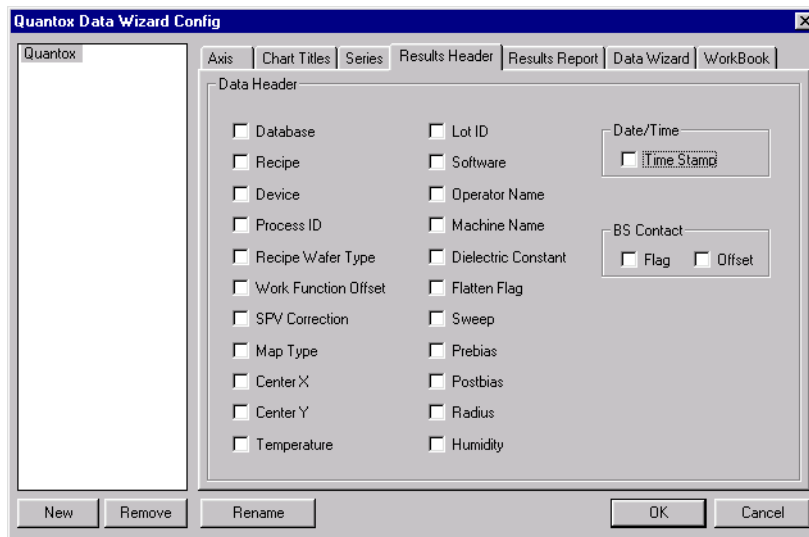 Quantox Data Wizard Config
Quantox
Axis Chart Titles Series Results Header Results Report Data Wizard WorkBook
Data Header
Database
Recipe
Device
Process ID
Recipe Wafer Type
Work Function Offset
SPV Correction
Map Type
Center X
Center Y
Temperature
Lot ID
Software
Operator Name
Machine Name
Dielectric Constant
Flatten Flag
Sweep
Prebias
Postbias
Radius
Humidity
Date/Time
Time Stamp
BS Contact
Flag Offset
New Remove Rename OK Cancel